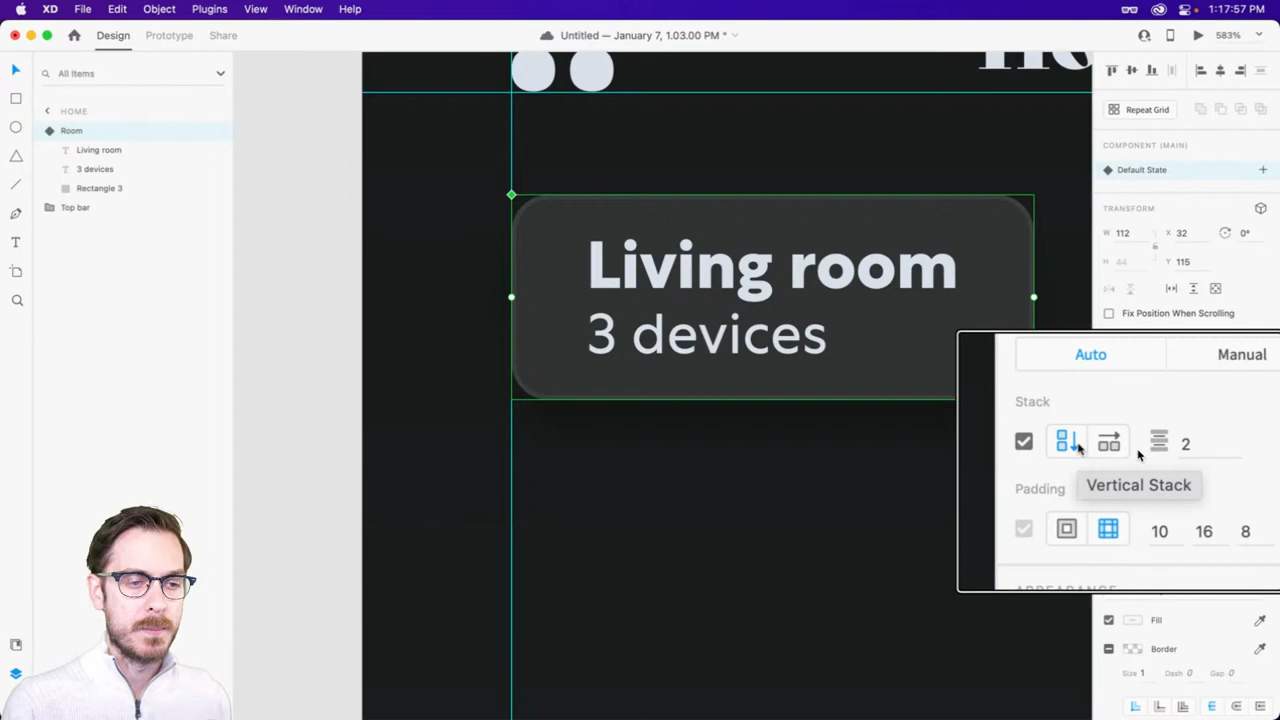 XD File Edit Object Plugins View Window Help 1:17:57 PM
Design Prototype Share Untitled — January 7, 1.03.00 PM * 583%
All Items
HOME
Room
Living room
3 devices
Rectangle 3
Top bar
Living room
3 devices
Repeat Grid
COMPONENT (MAIN)
Default State
TRANSFORM
W 112 X 32 0°
H 44 Y 115
Fix Position When Scrolling
Auto Manual
Stack
2
Vertical Stack
Padding
10 16 8
APPEARANCE
Fill
Border
Size 1 Dash 0 Gap 0